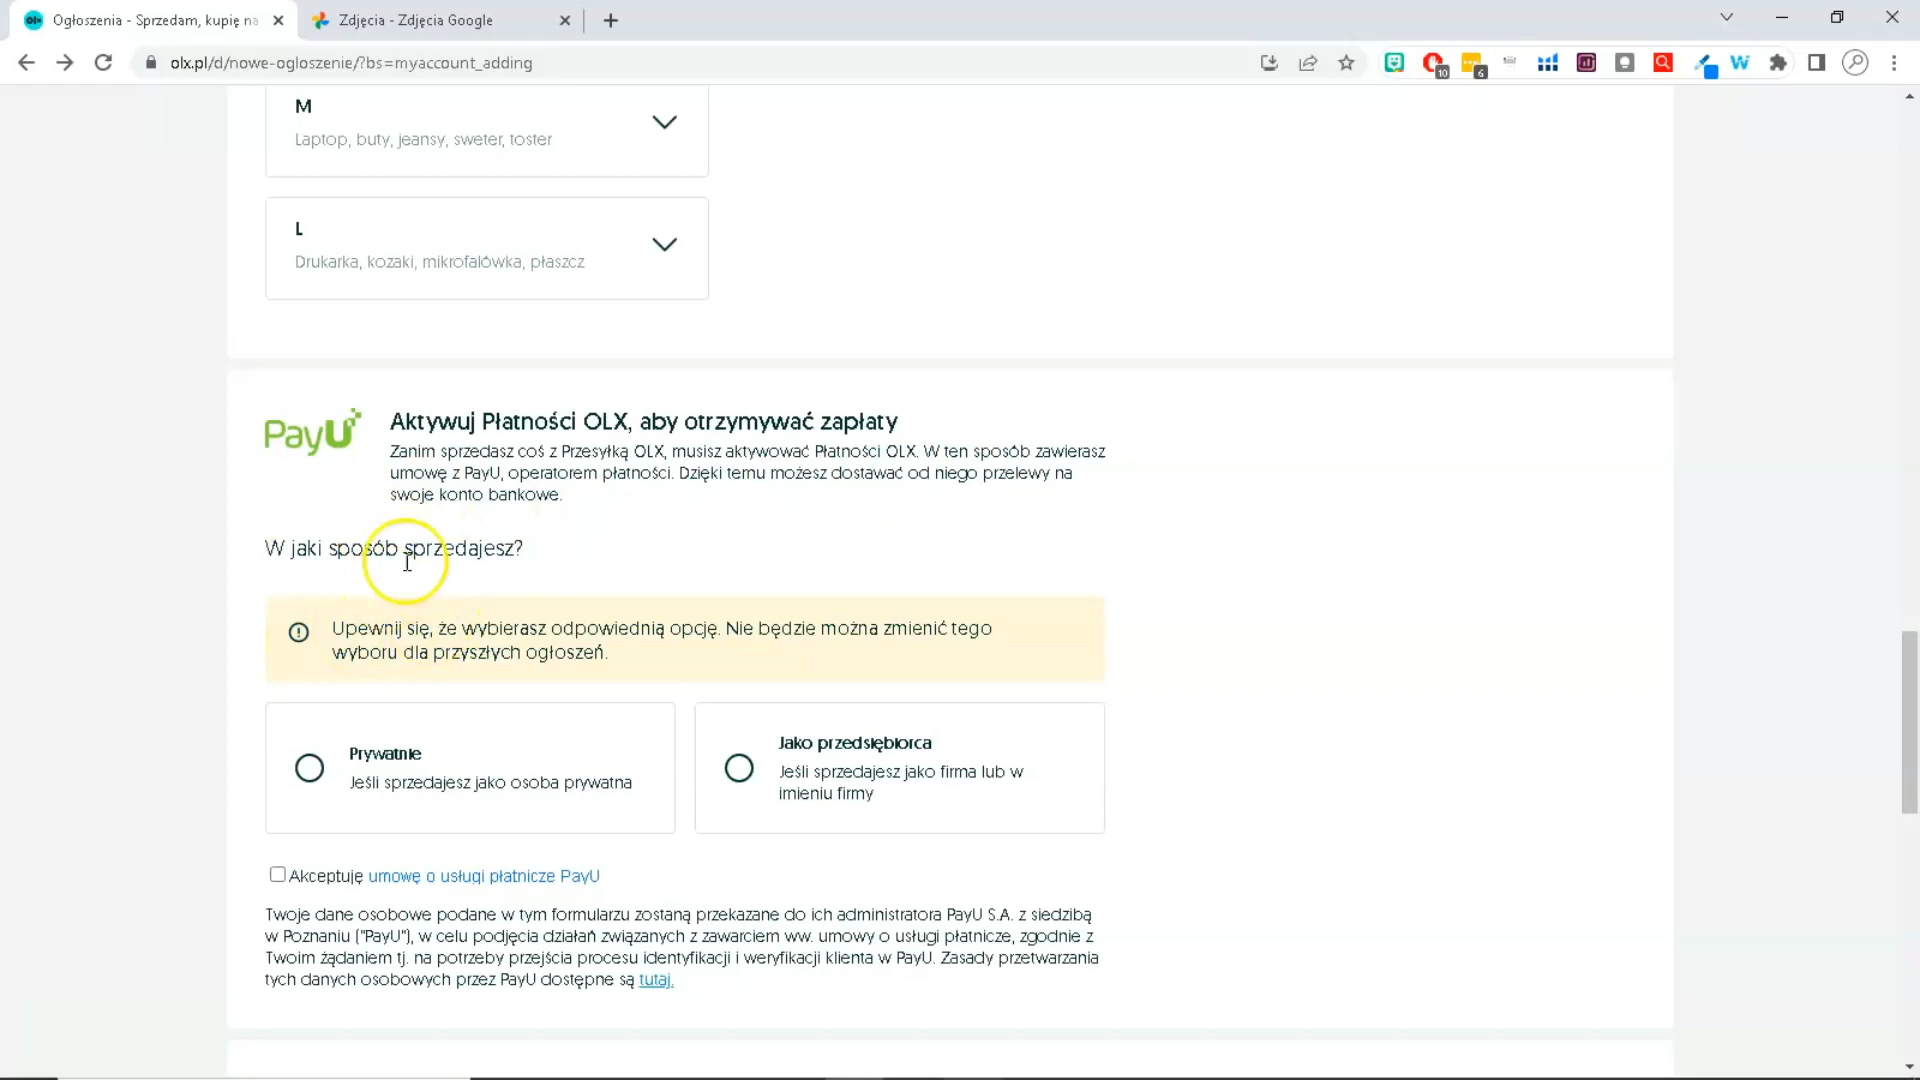 Ogłoszenia - Sprzedam, kupię na
Zdjęcia - Zdjęcia Google
olx.pl/d/nowe-ogloszenie/?bs=myaccount_adding
10
6
W
M
Laptop, buty, jeansy, sweter, toster
L
Drukarka, kozaki, mikrofalówka, płaszcz
PayU
Aktywuj Płatności OLX, aby otrzymywać zapłaty
Zanim sprzedasz coś z Przesyłką OLX, musisz aktywować Płatności OLX. W ten sposób zawierasz
umowę z PayU, operatorem płatności. Dzięki temu możesz dostawać od niego przelewy na
swoje konto bankowe.
W jaki sposób sprzedajesz?
Upewnij się, że wybierasz odpowiednią opcję. Nie będzie można zmienić tego
wyboru dla przyszłych ogłoszeń.
Prywatnie
Jeśli sprzedajesz jako osoba prywatna
Jako przedsiębiorca
Jeśli sprzedajesz jako firma lub w
imieniu firmy
Akceptuję umowę o usługi płatnicze PayU
Twoje dane osobowe podane w tym formularzu zostaną przekazane do ich administratora PayU S.A. z siedzibą
w Poznaniu ("PayU"), w celu podjęcia działań związanych z zawarciem ww. umowy o usługi płatnicze, zgodnie z
Twoim żądaniem tj. na potrzeby przejścia procesu identyfikacji i weryfikacji klienta w PayU. Zasady przetwarzania
tych danych osobowych przez PayU dostępne są tutaj.